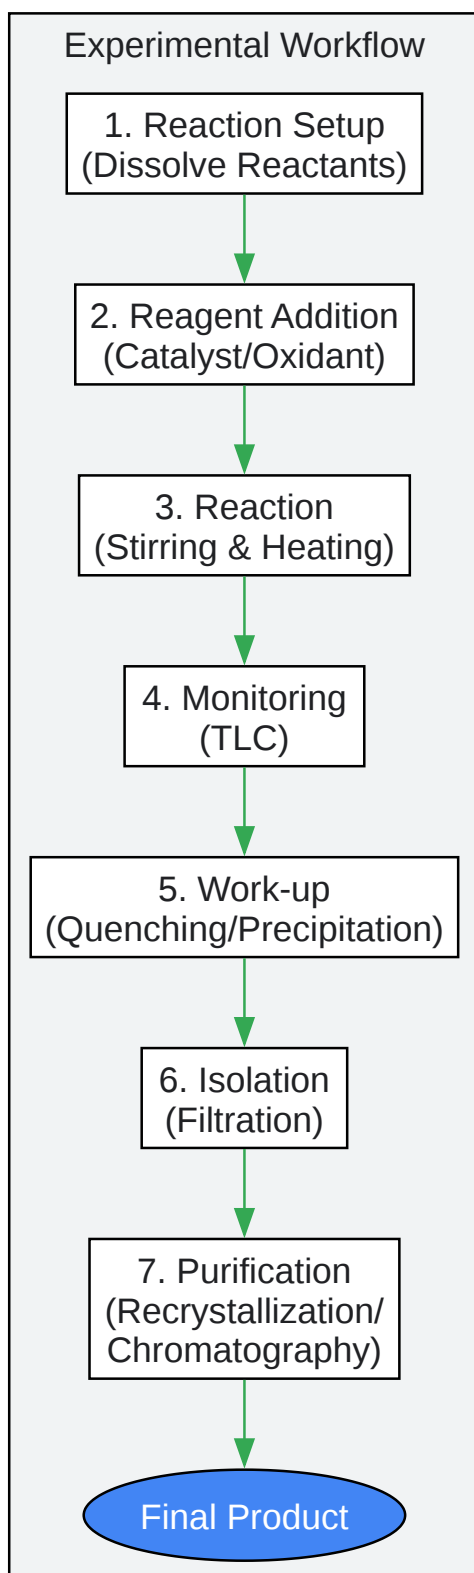 Experimental Workflow
1. Reaction Setup
(Dissolve Reactants)
2. Reagent Addition
(Catalyst/Oxidant)
3. Reaction
(Stirring & Heating)
4. Monitoring
(TLC)
5. Work-up
(Quenching/Precipitation)
6. Isolation
(Filtration)
7. Purification
(Recrystallization/
Chromatography)
Final Product